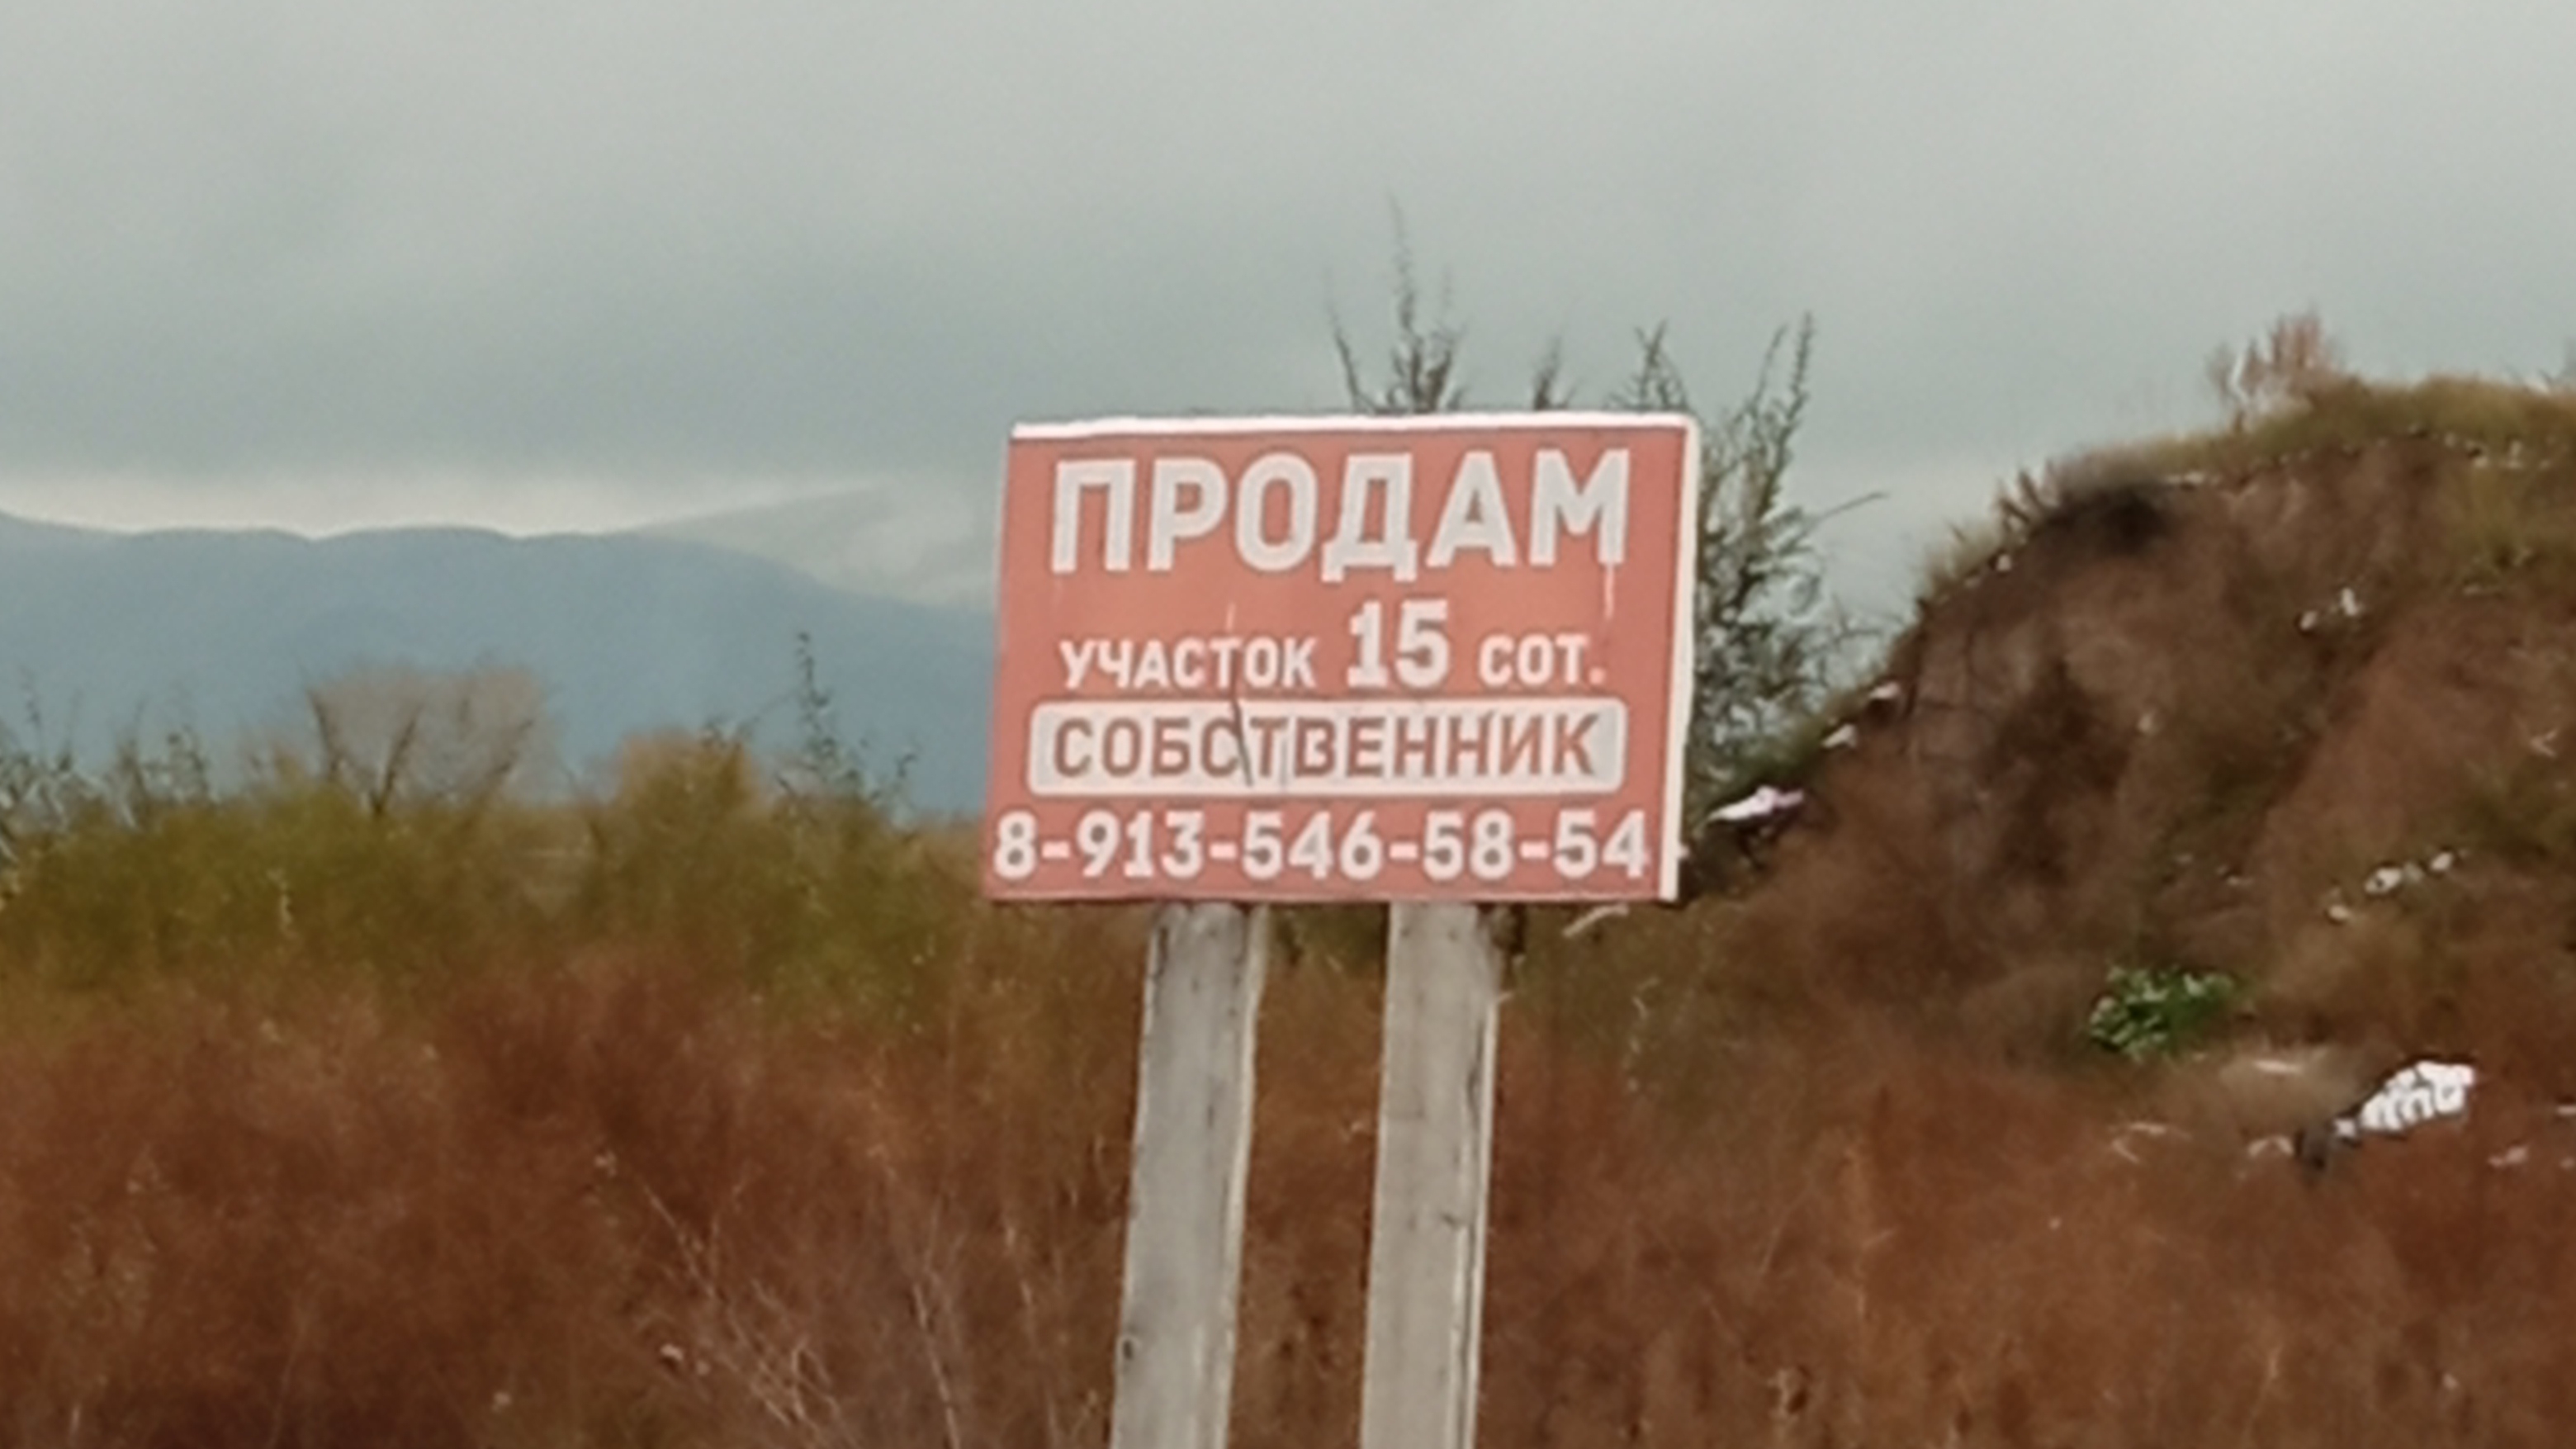 ПРОДАМ
УЧАСТОК 15 СОТ.
СОБСТВЕННИК
8-913-546-58-54